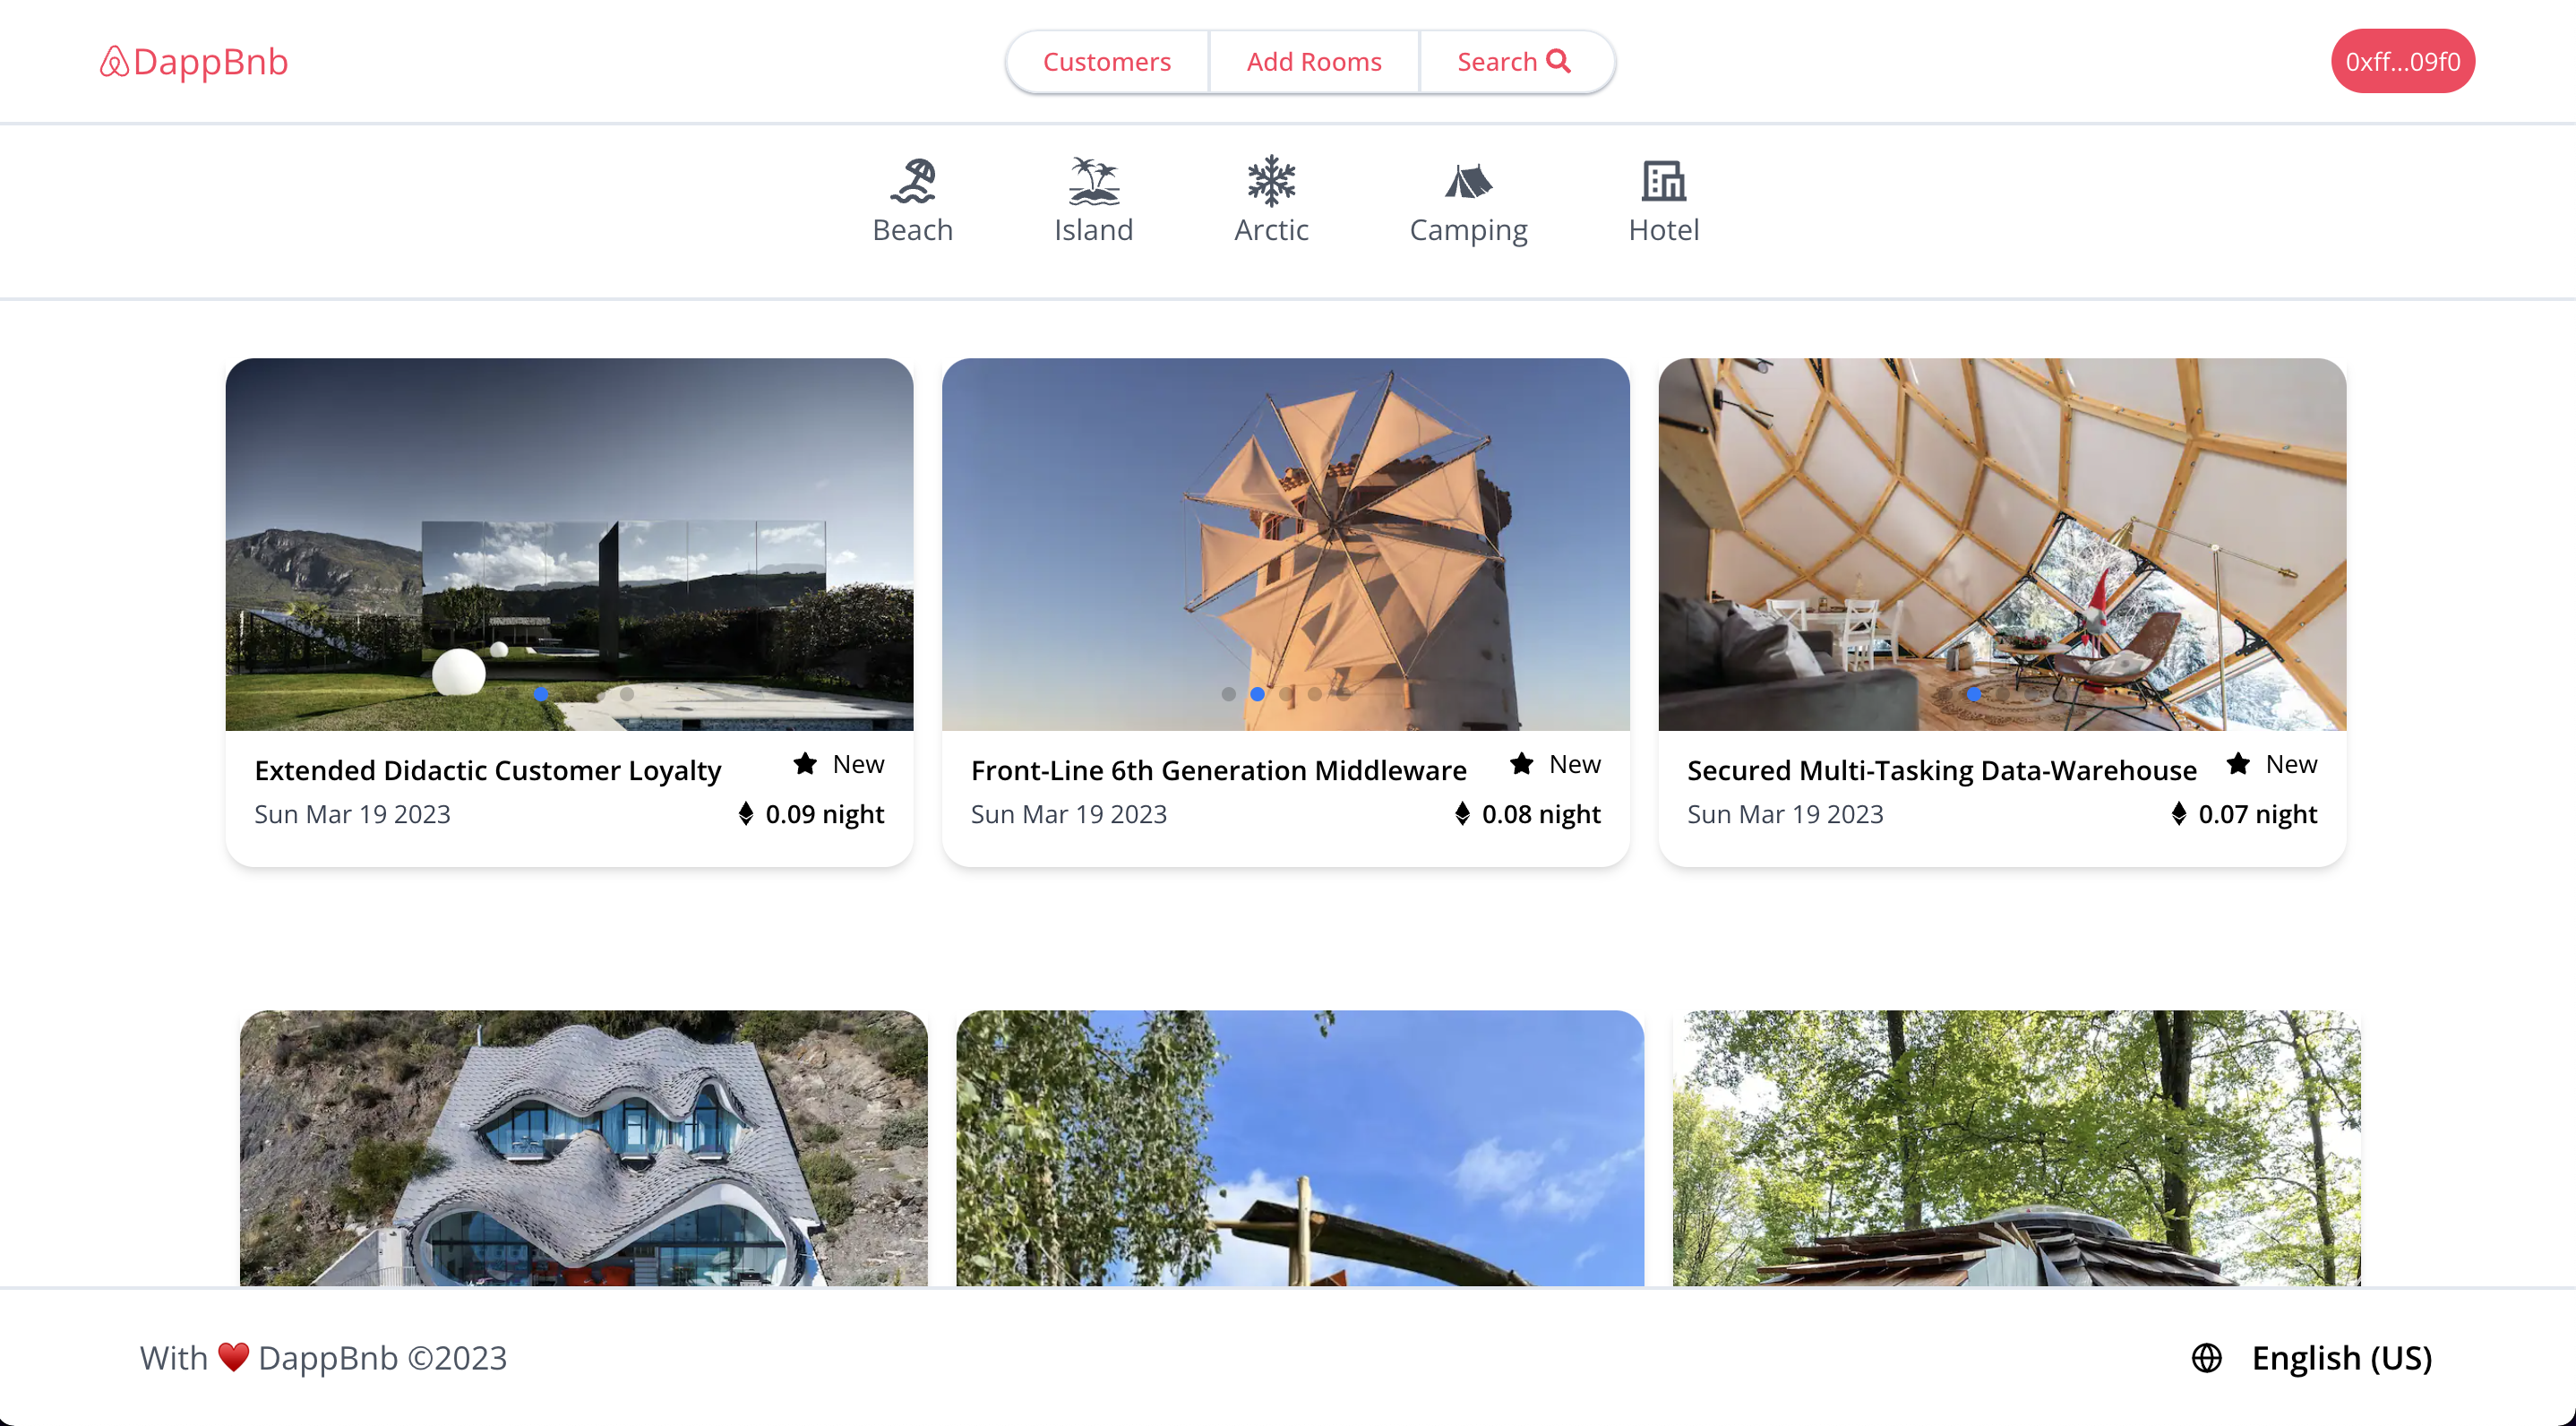 DappBnb
Customers
Add Rooms
Search
0xff...09f0
Beach
Island
Arctic
Camping
Hotel
Extended Didactic Customer Loyalty
New
Sun Mar 19 2023
0.09 night
Front-Line 6th Generation Middleware
New
Sun Mar 19 2023
0.08 night
Secured Multi-Tasking Data-Warehouse
New
Sun Mar 19 2023
0.07 night
With ♥️ DappBnb ©2023
English (US)